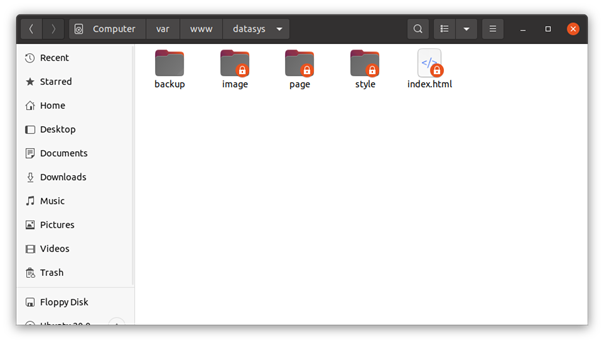 Computer var www datasys
Recent
Starred
Home
Desktop
Documents
Downloads
Music
Pictures
Videos
Trash
Floppy Disk
backup image page style index.html